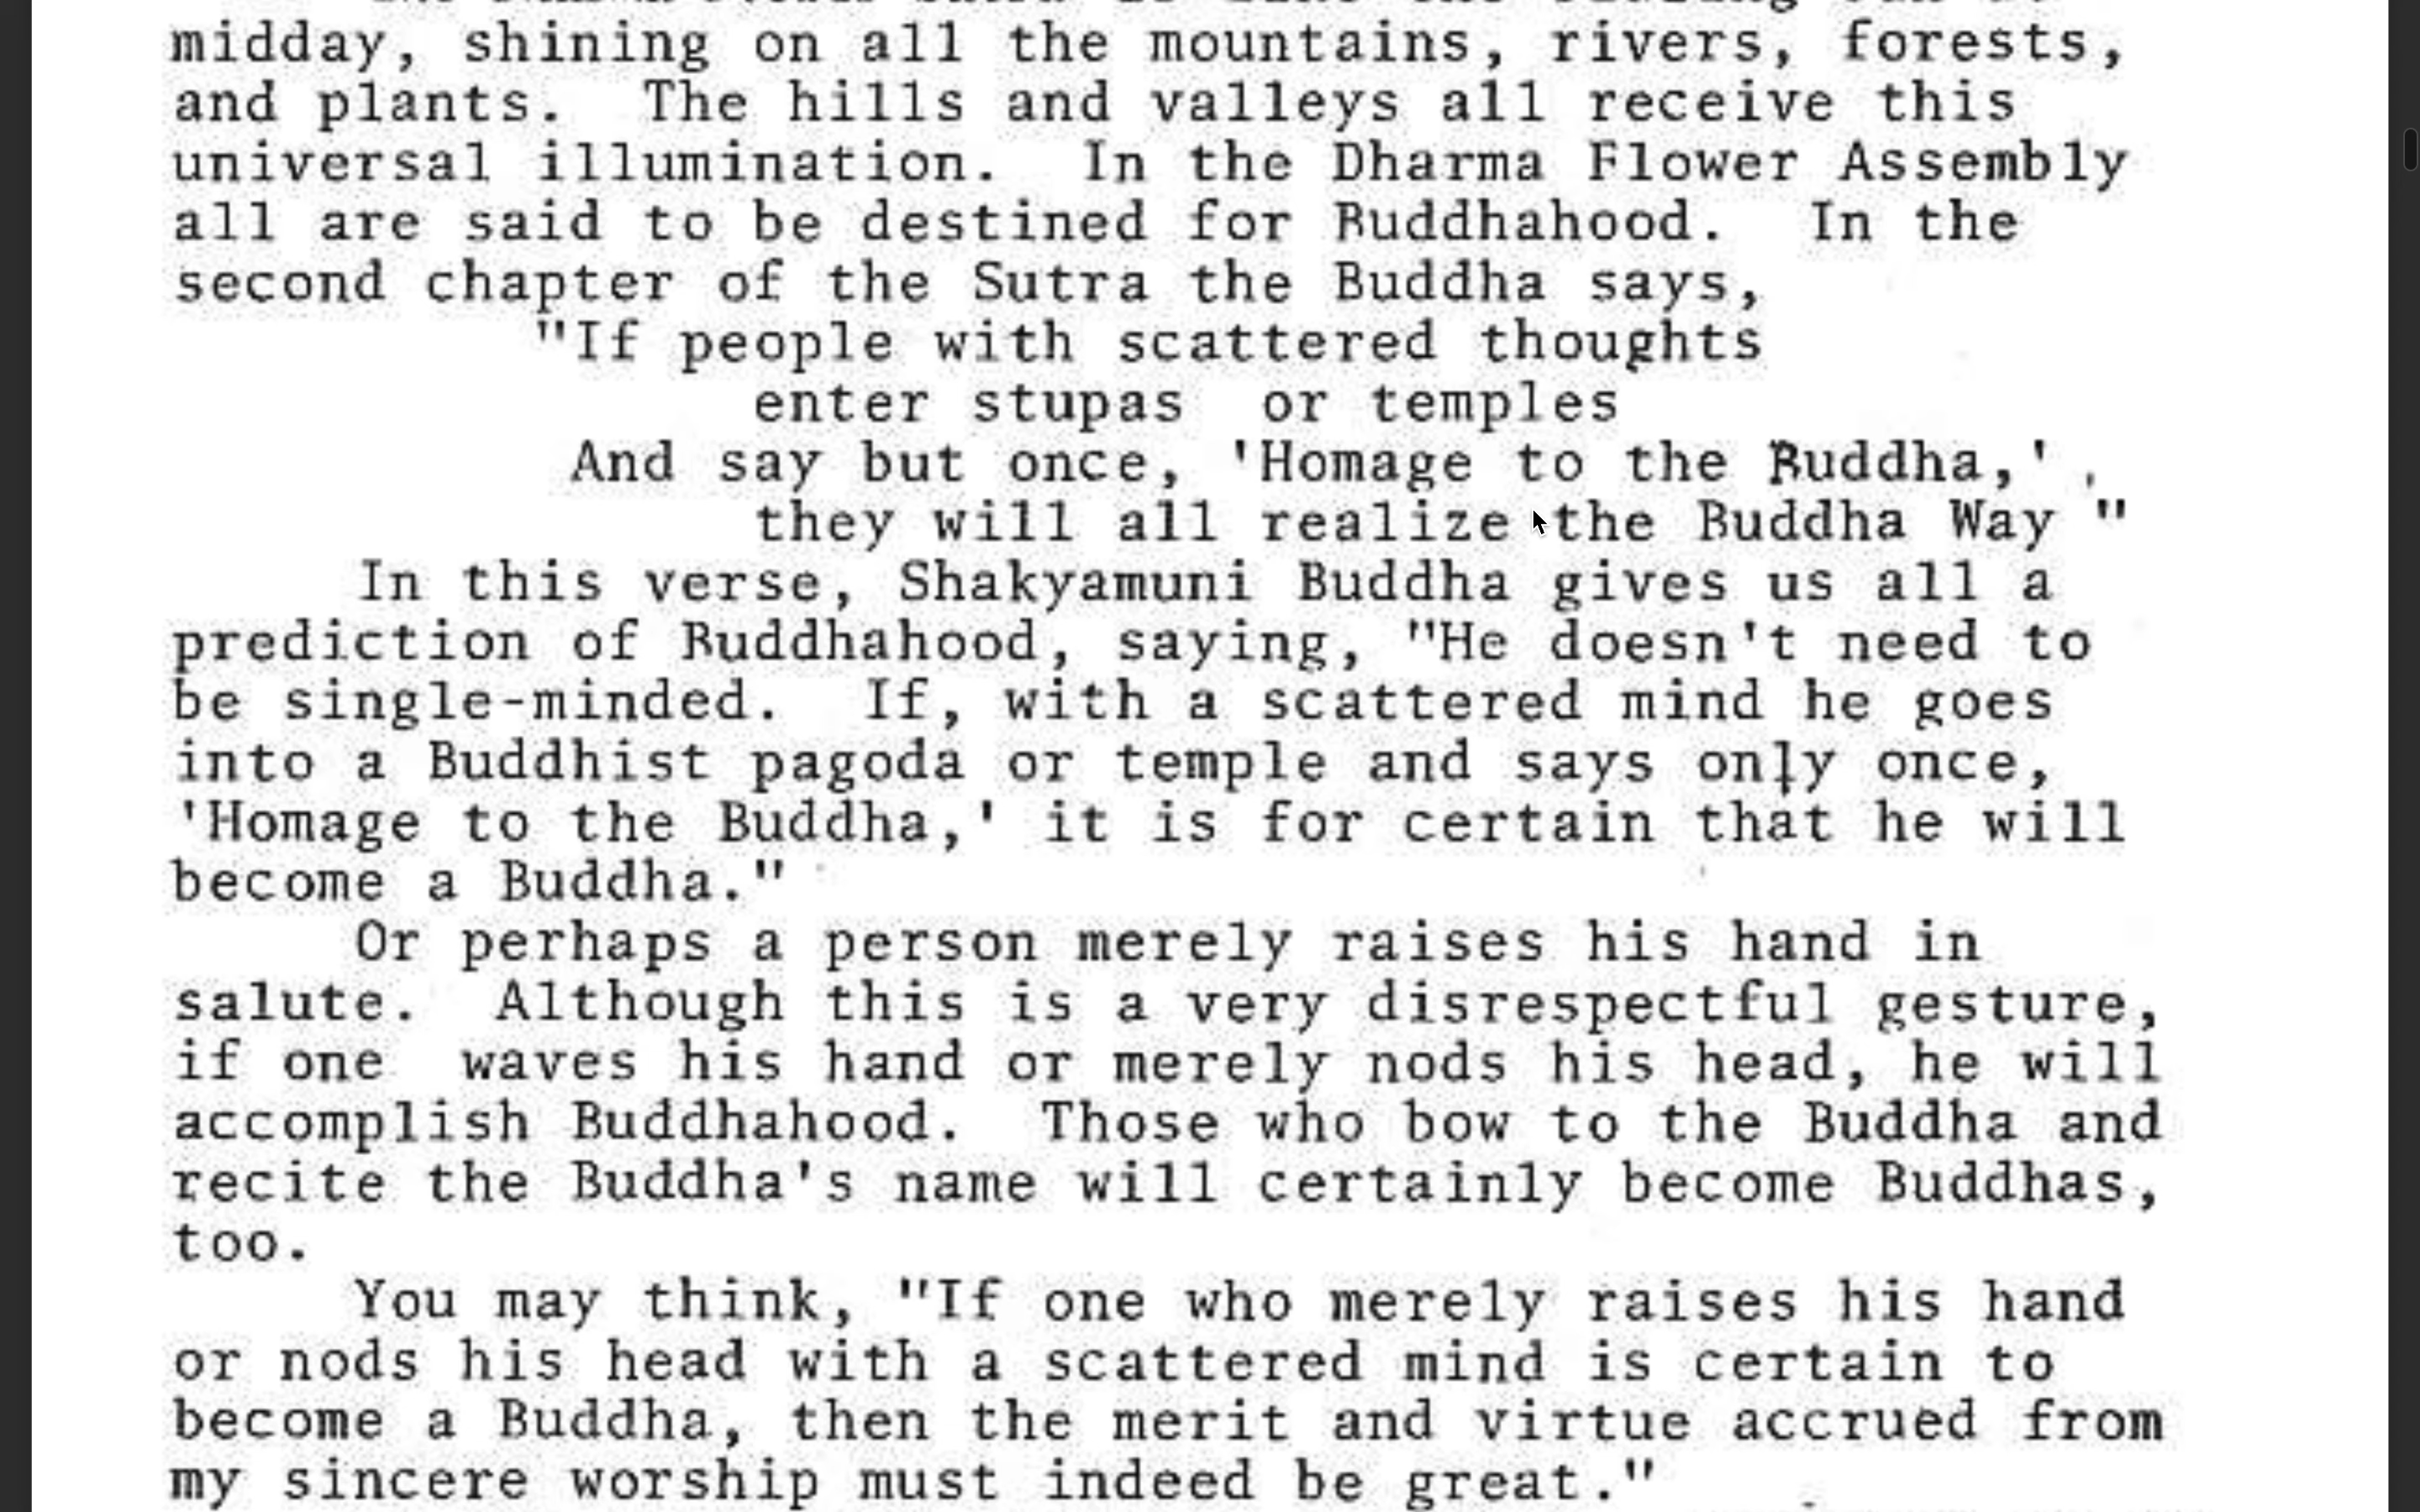 midday, shining on all the mountains, rivers, forests,
and plants. The hills and valleys all receive this
universal illumination. In the Dharma Flower Assembly
all are said to be destined for Buddhahood. In the
second chapter of the Sutra the Buddha says,
"If people with scattered thoughts
enter stupas or temples
And say but once, 'Homage to the Buddha,'
they will all realize the Buddha Way "
In this verse, Shakyamuni Buddha gives us all a
prediction of Buddhahood, saying, "He doesn't need to
be single-minded. If, with a scattered mind he goes
into a Buddhist pagoda or temple and says only once,
'Homage to the Buddha,' it is for certain that he will
become a Buddha."
Or perhaps a person merely raises his hand in
salute. Although this is a very disrespectful gesture,
if one waves his hand or merely nods his head, he will
accomplish Buddhahood. Those who bow to the Buddha and
recite the Buddha's name will certainly become Buddhas,
too.
You may think, "If one who merely raises his hand
or nods his head with a scattered mind is certain to
become a Buddha, then the merit and virtue accrued from
my sincere worship must indeed be great."